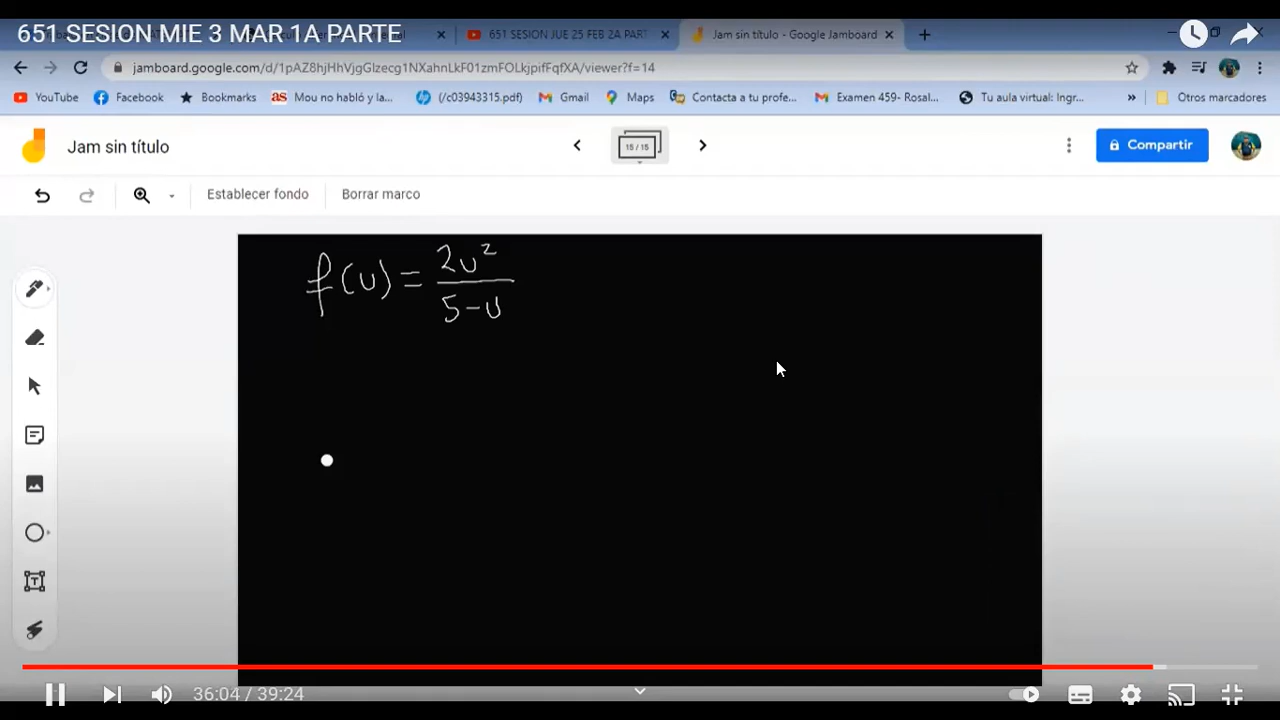 651 SESION MIE 3 MAR 1A PARTE
651 SESION JUE 25 FEB 2A PART
Jam sin título - Google Jamboard
jamboard.google.com/d/1pAZ8hjHhVjgGlzecg1NXahnLkF01zmFOLkjpifFqfXA/viewer?f=14
YouTube
Facebook
Bookmarks
as Mou no habló y la...
(/c03943315.pdf)
Gmail
Maps
Contacta a tu profe...
Examen 459- Rosal...
Tu aula virtual: Ingr...
»
Otros marcadores
Jam sin título
15 / 15
Compartir
Establecer fondo
Borrar marco
f(u) = 2u² / 5-u
36:04 / 39:24